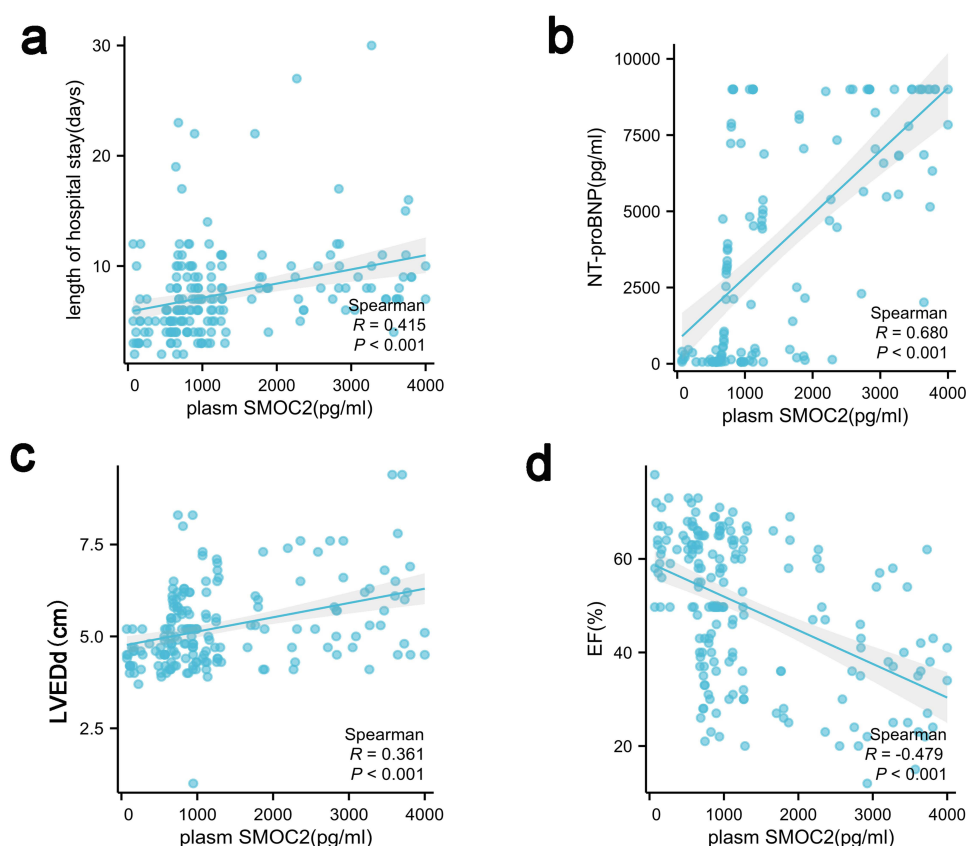 a
30
20
10
length of hospital stay(days)
Spearman
R = 0.415
P < 0.001
0 1000 2000 3000 4000
plasm SMOC2(pg/ml)
b
10000
7500
5000
2500
0
NT-proBNP(pg/ml)
Spearman
R = 0.680
P < 0.001
0 1000 2000 3000 4000
plasm SMOC2(pg/ml)
c
7.5
5.0
2.5
LVEDd (cm)
Spearman
R = 0.361
P < 0.001
0 1000 2000 3000 4000
plasm SMOC2(pg/ml)
d
60
40
20
EF(%)
Spearman
R = -0.479
P < 0.001
0 1000 2000 3000 4000
plasm SMOC2(pg/ml)